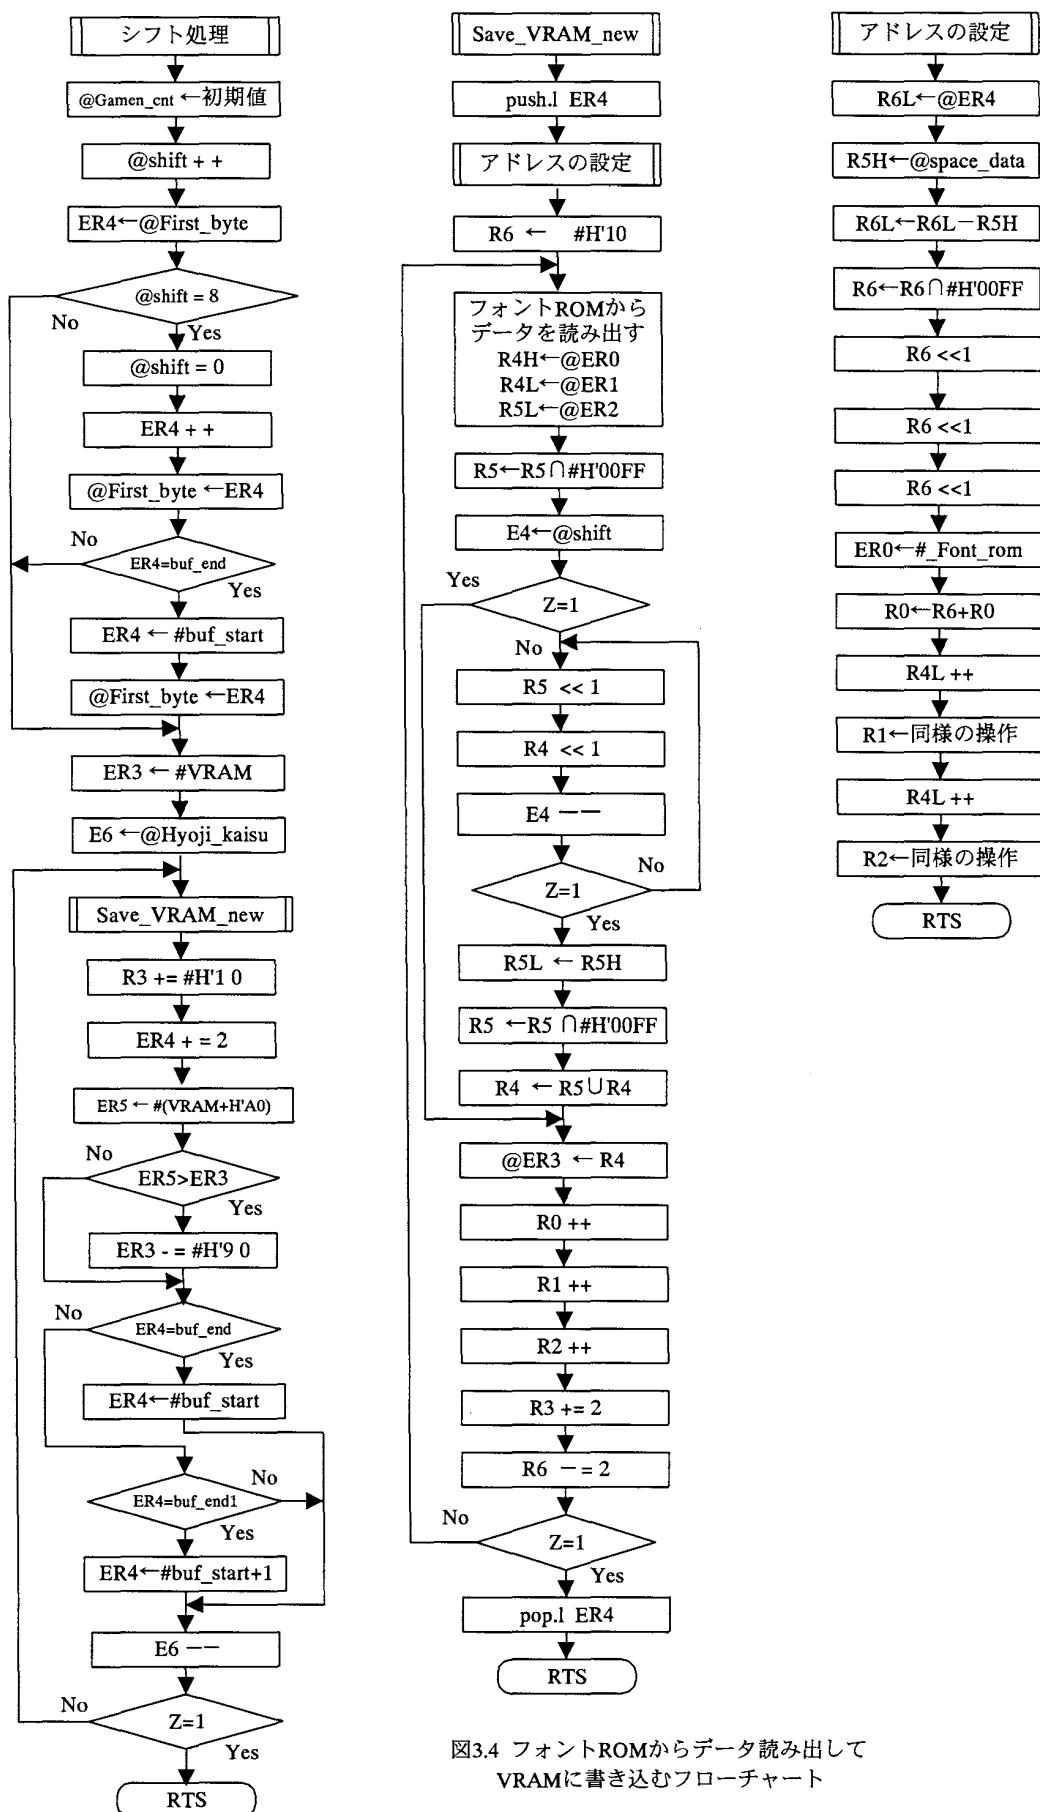 シフト処理
@Gamen_cnt ←初期値
@shift + +
ER4←@First_byte
@shift = 8
No
Yes
@shift = 0
ER4 + +
@First_byte ←ER4
No
ER4=buf_end
Yes
ER4 ← #buf_start
@First_byte ←ER4
ER3 ← #VRAM
E6 ←@Hyoji_kaisu
Save_VRAM_new
R3 += #H'1 0
ER4 + = 2
ER5 ← #(VRAM+H'A0)
No
ER5>ER3
Yes
ER3 - = #H'9 0
No
ER4=buf_end
Yes
ER4←#buf_start
No
ER4=buf_end1
Yes
ER4←#buf_start+1
E6 −−
No
Z=1
Yes
RTS
Save_VRAM_new
push.l ER4
アドレスの設定
R6 ← #H'10
フォントROMから
データを読み出す
R4H←@ER0
R4L←@ER1
R5L←@ER2
R5←R5∩#H'00FF
E4←@shift
Yes
Z=1
No
R5 << 1
R4 << 1
E4 −−
No
Z=1
Yes
R5L ← R5H
R5 ←R5 ∩#H'00FF
R4 ← R5∪R4
@ER3 ← R4
R0 ++
R1 ++
R2 ++
R3 += 2
R6 −= 2
No
Z=1
Yes
pop.l ER4
RTS
アドレスの設定
R6L←@ER4
R5H←@space_data
R6L←R6L−R5H
R6←R6∩#H'00FF
R6 <<1
R6 <<1
R6 <<1
ER0←#_Font_rom
R0←R6+R0
R4L ++
R1←同様の操作
R4L ++
R2←同様の操作
RTS
図3.4 フォントROMからデータ読み出して
VRAMに書き込むフローチャート